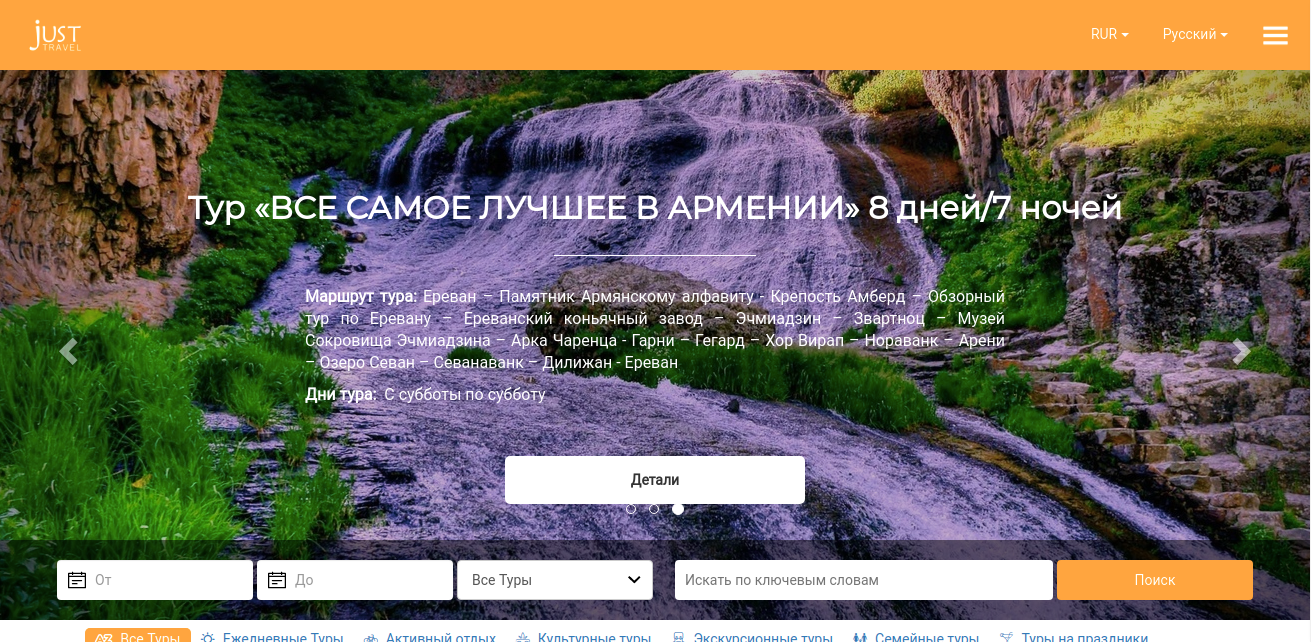 just
TRAVEL
RUR
Русский
Тур «ВСЕ САМОЕ ЛУЧШЕЕ В АРМЕНИИ» 8 дней/7 ночей
Маршрут тура: Ереван – Памятник Армянскому алфавиту - Крепость Амберд – Обзорный
тур по Еревану – Ереванский коньячный завод – Эчмиадзин – Звартноц – Музей
Сокровища Эчмиадзина – Арка Чаренца - Гарни – Гегард – Хор Вирап – Нораванк – Арени
– Озеро Севан – Севанаванк – Дилижан - Ереван
Дни тура: С субботы по субботу
Детали
От
До
Все Туры
Искать по ключевым словам
Поиск
Все Туры
Ежедневные Туры
Активный отдых
Культурные туры
Экскурсионные туры
Семейные туры
Туры на праздники